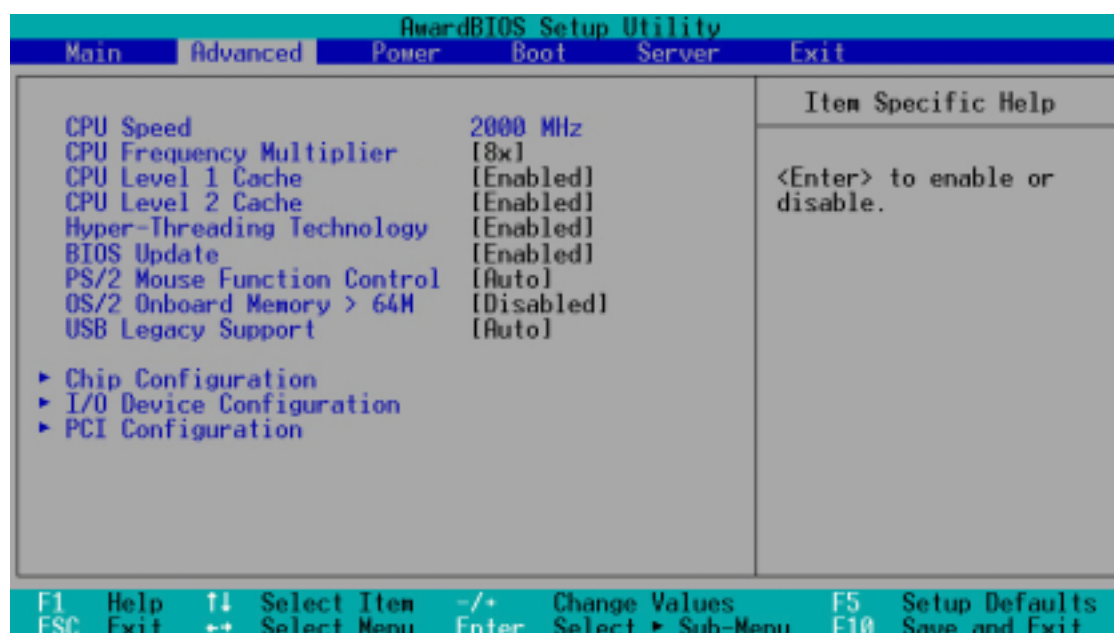 AwardBIOS Setup Utility
Main Advanced Power Boot Server Exit
Item Specific Help
CPU Speed 2000 MHz
CPU Frequency Multiplier [8x]
CPU Level 1 Cache [Enabled] <Enter> to enable or
CPU Level 2 Cache [Enabled] disable.
Hyper-Threading Technology [Enabled]
BIOS Update [Enabled]
PS/2 Mouse Function Control [Auto]
OS/2 Onboard Memory > 64M [Disabled]
USB Legacy Support [Auto]
▸ Chip Configuration
▸ I/O Device Configuration
▸ PCI Configuration
F1 Help ↑↓ Select Item -/+ Change Values F5 Setup Defaults
ESC Exit ←→ Select Menu Enter Select ▸ Sub-Menu F10 Save and Exit